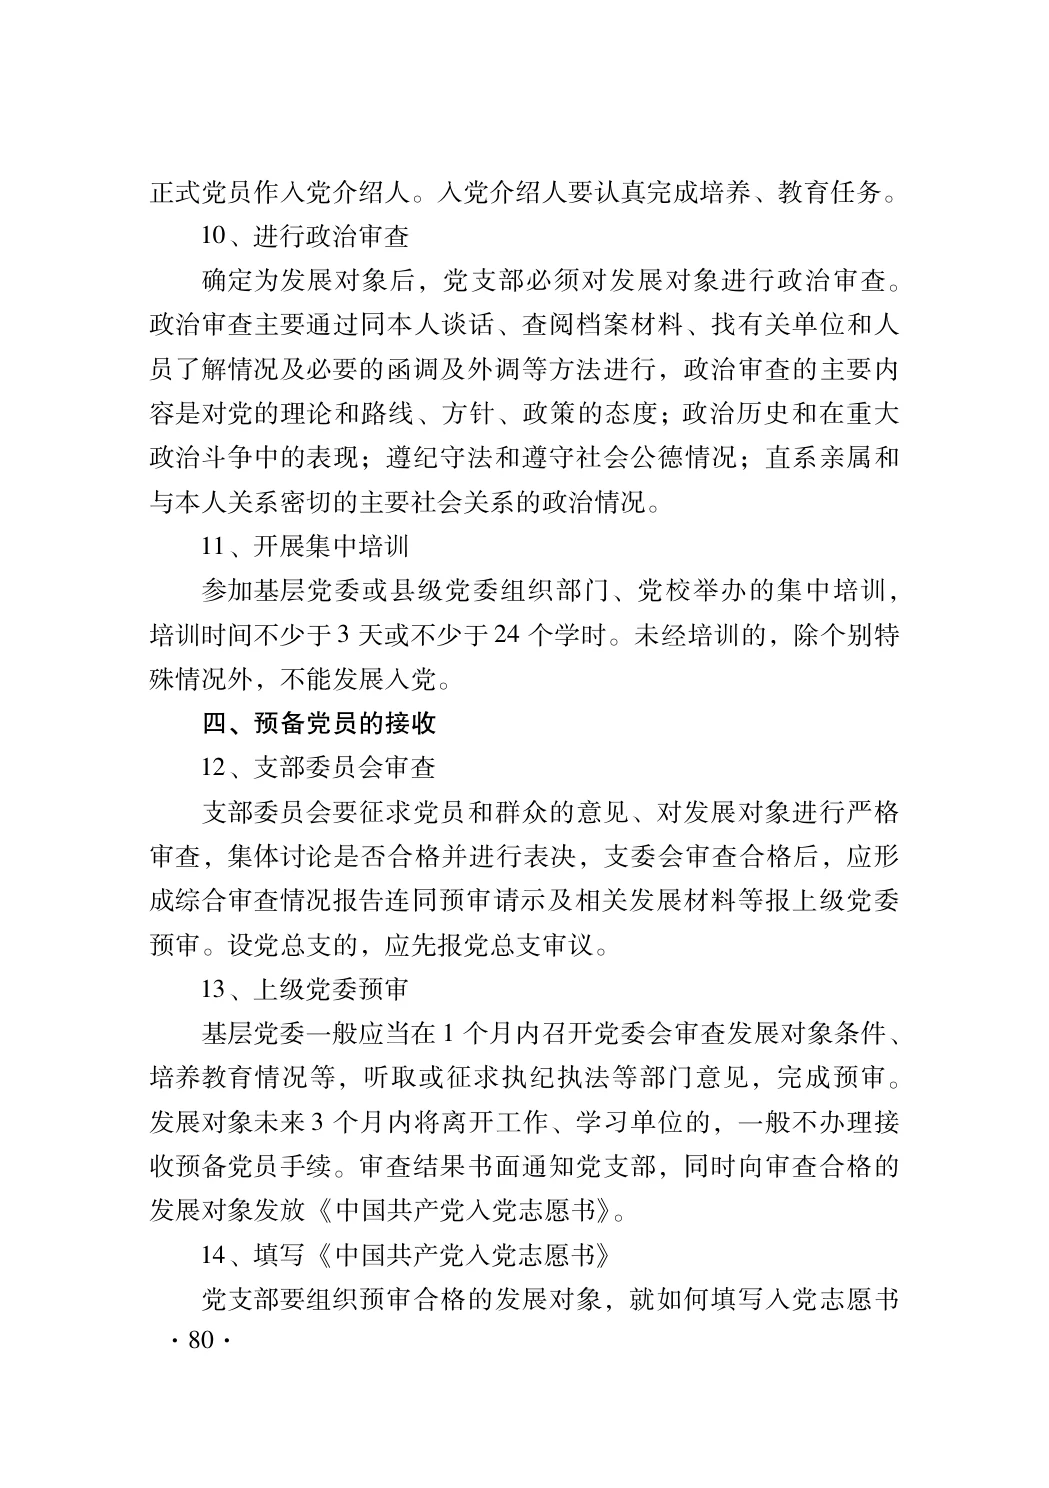 正式党员作入党介绍人。入党介绍人要认真完成培养、教育任务。
10、进行政治审查
确定为发展对象后，党支部必须对发展对象进行政治审查。
政治审查主要通过同本人谈话、查阅档案材料、找有关单位和人
员了解情况及必要的函调及外调等方法进行，政治审查的主要内
容是对党的理论和路线、方针、政策的态度；政治历史和在重大
政治斗争中的表现；遵纪守法和遵守社会公德情况；直系亲属和
与本人关系密切的主要社会关系的政治情况。
11、开展集中培训
参加基层党委或县级党委组织部门、党校举办的集中培训，
培训时间不少于 3 天或不少于 24 个学时。未经培训的，除个别特
殊情况外，不能发展入党。
四、预备党员的接收
12、支部委员会审查
支部委员会要征求党员和群众的意见、对发展对象进行严格
审查，集体讨论是否合格并进行表决，支委会审查合格后，应形
成综合审查情况报告连同预审请示及相关发展材料等报上级党委
预审。设党总支的，应先报党总支审议。
13、上级党委预审
基层党委一般应当在 1 个月内召开党委会审查发展对象条件、
培养教育情况等，听取或征求执纪执法等部门意见，完成预审。
发展对象未来 3 个月内将离开工作、学习单位的，一般不办理接
收预备党员手续。审查结果书面通知党支部，同时向审查合格的
发展对象发放《中国共产党入党志愿书》。
14、填写《中国共产党入党志愿书》
党支部要组织预审合格的发展对象，就如何填写入党志愿书
·80·